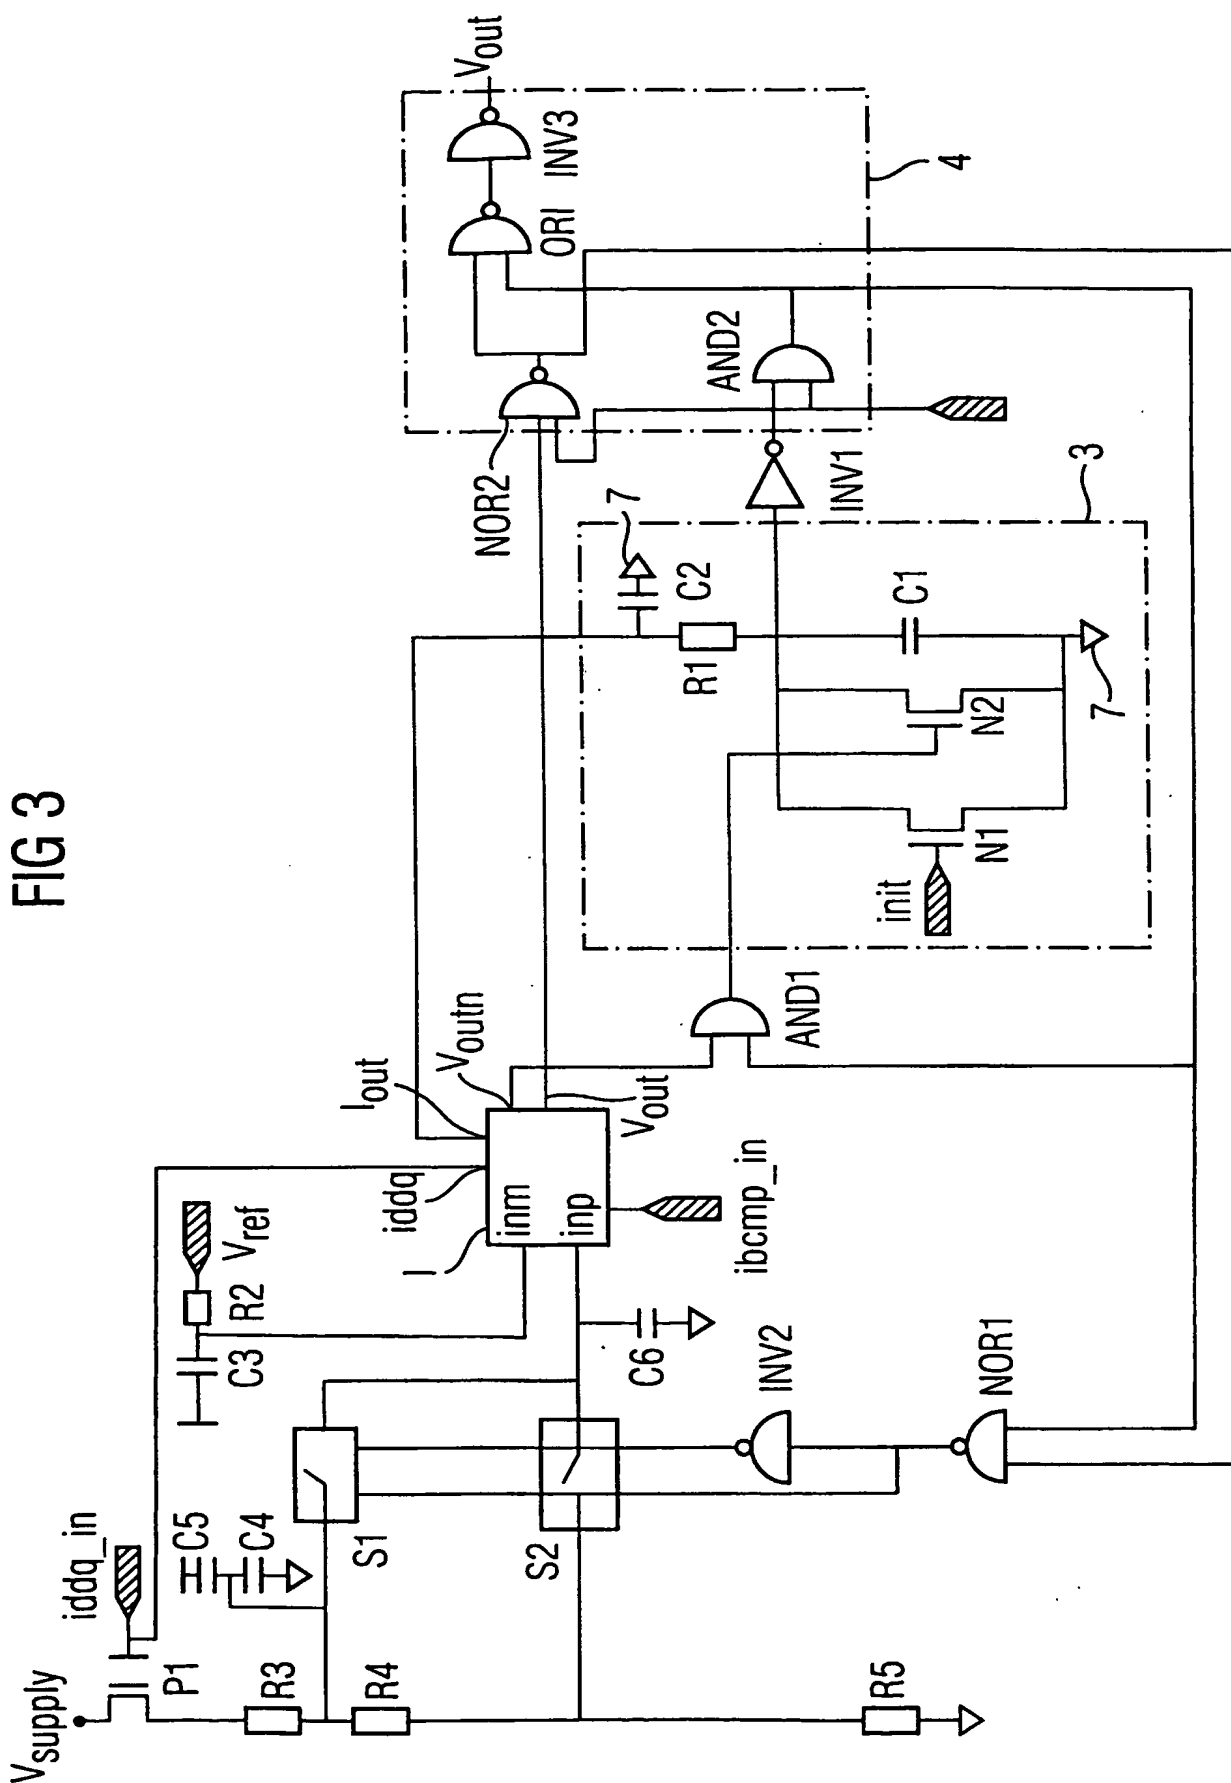 FIG 3
Vsupply
iddq_in
P1
R3
R4
R5
C5
C4
S1
S2
C3
R2
Vref
C6
INV2
NOR1
I
inm
inp
iddq
Iout
Voutn
Vout
ibcmp_in
AND1
init
N1
N2
R1
C2
C1
7
7
3
INV1
NOR2
AND2
ORI
INV3
Vout
4